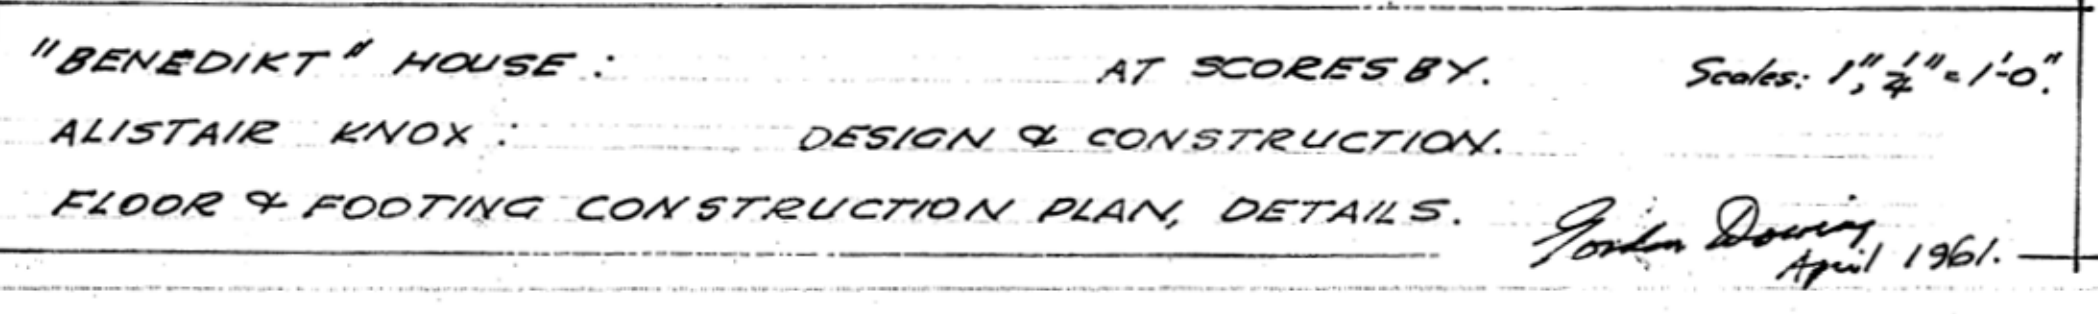 "BENEDIKT" HOUSE : AT SCORESBY. Scales: 1", 1/4" = 1'-0".
ALISTAIR KNOX : DESIGN & CONSTRUCTION.
FLOOR & FOOTING CONSTRUCTION PLAN, DETAILS.
Gordon
April 1961.